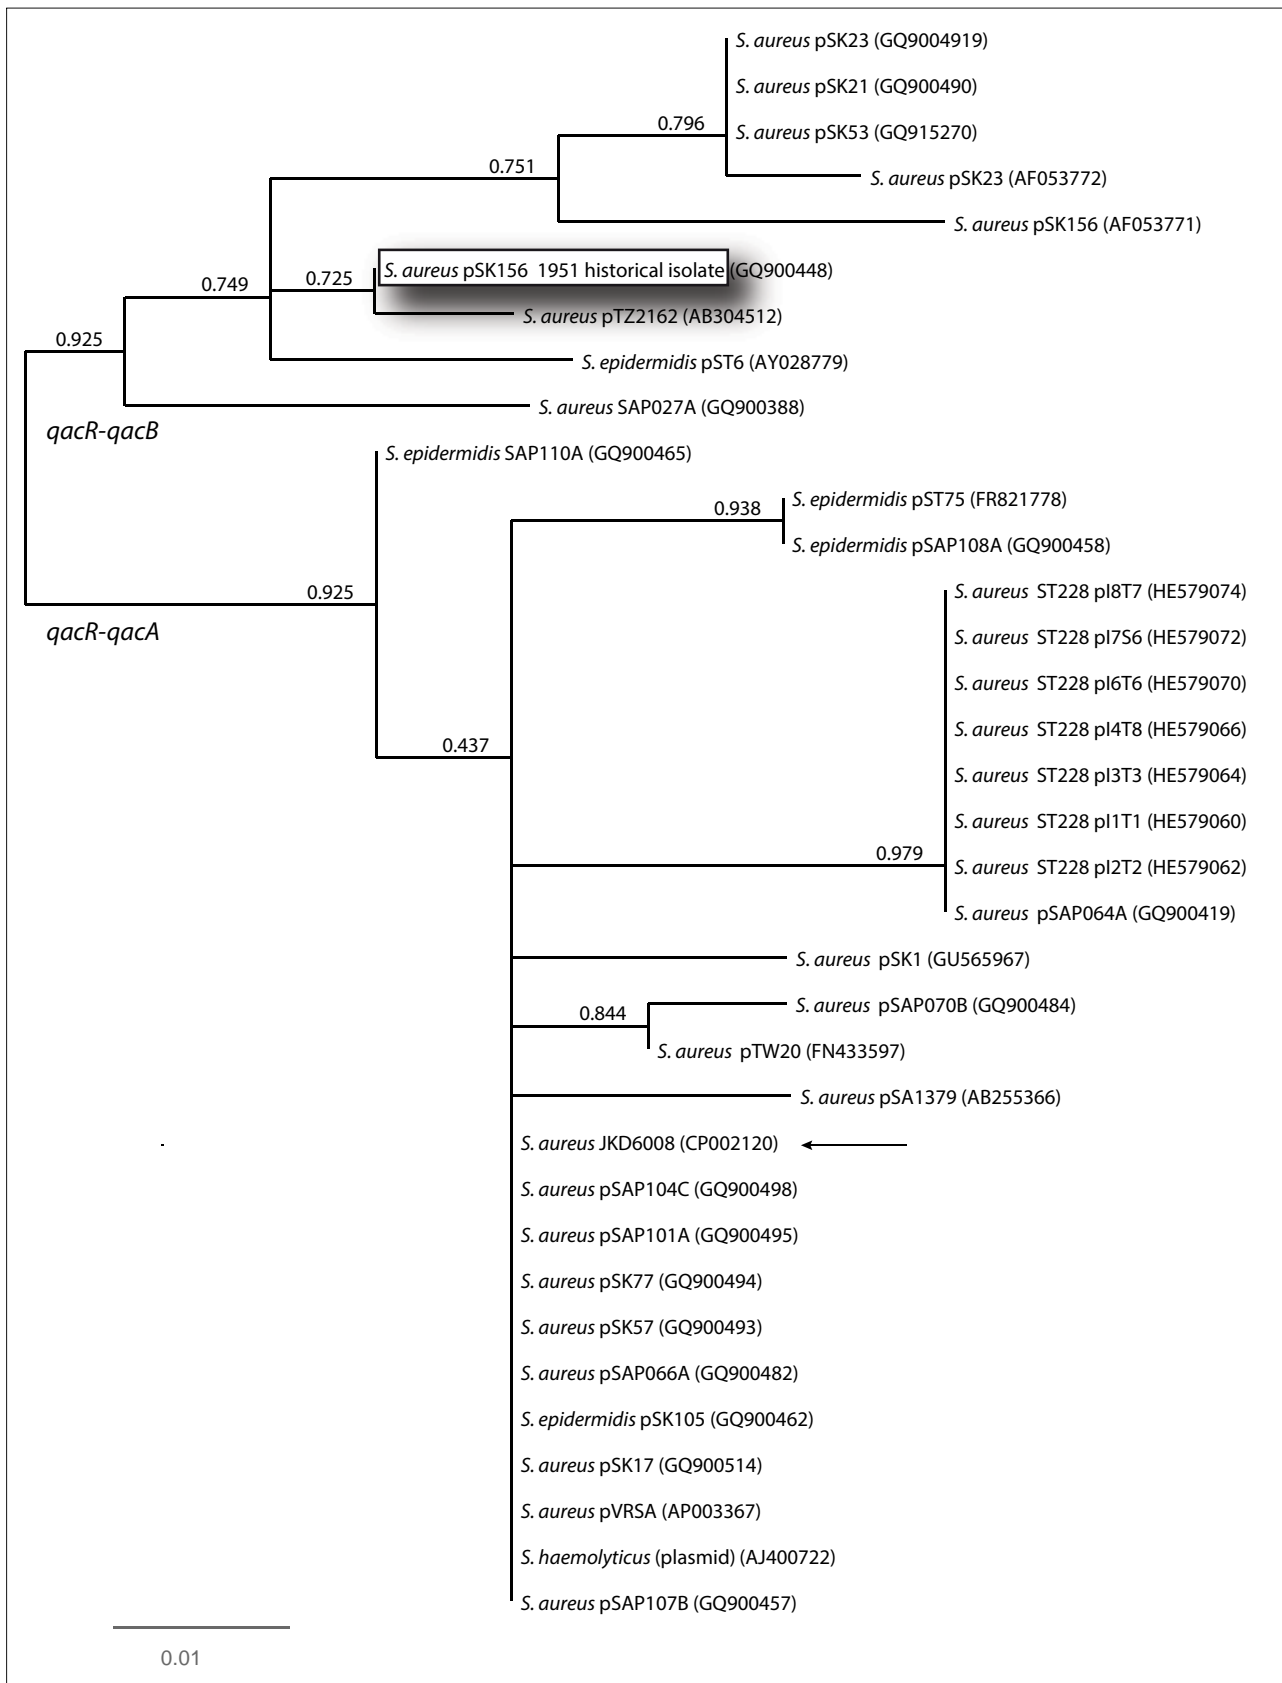 S. aureus pSK23 (GQ9004919)
S. aureus pSK21 (GQ900490)
0.796
S. aureus pSK53 (GQ915270)
0.751
S. aureus pSK23 (AF053772)
S. aureus pSK156 (AF053771)
0.749
0.725
S. aureus pSK156 1951 historical isolate (GQ900448)
S. aureus pTZ2162 (AB304512)
0.925
S. epidermidis pST6 (AY028779)
S. aureus SAP027A (GQ900388)
qacR-qacB
S. epidermidis SAP110A (GQ900465)
0.938
S. epidermidis pST75 (FR821778)
S. epidermidis pSAP108A (GQ900458)
0.925
S. aureus ST228 pI8T7 (HE579074)
qacR-qacA
S. aureus ST228 pI7S6 (HE579072)
S. aureus ST228 pI6T6 (HE579070)
0.437
S. aureus ST228 pI4T8 (HE579066)
S. aureus ST228 pI3T3 (HE579064)
S. aureus ST228 pI1T1 (HE579060)
0.979
S. aureus ST228 pI2T2 (HE579062)
S. aureus pSAP064A (GQ900419)
S. aureus pSK1 (GU565967)
0.844
S. aureus pSAP070B (GQ900484)
S. aureus pTW20 (FN433597)
S. aureus pSA1379 (AB255366)
S. aureus JKD6008 (CP002120)
S. aureus pSAP104C (GQ900498)
S. aureus pSAP101A (GQ900495)
S. aureus pSK77 (GQ900494)
S. aureus pSK57 (GQ900493)
S. aureus pSAP066A (GQ900482)
S. epidermidis pSK105 (GQ900462)
S. aureus pSK17 (GQ900514)
S. aureus pVRSA (AP003367)
S. haemolyticus (plasmid) (AJ400722)
S. aureus pSAP107B (GQ900457)
0.01